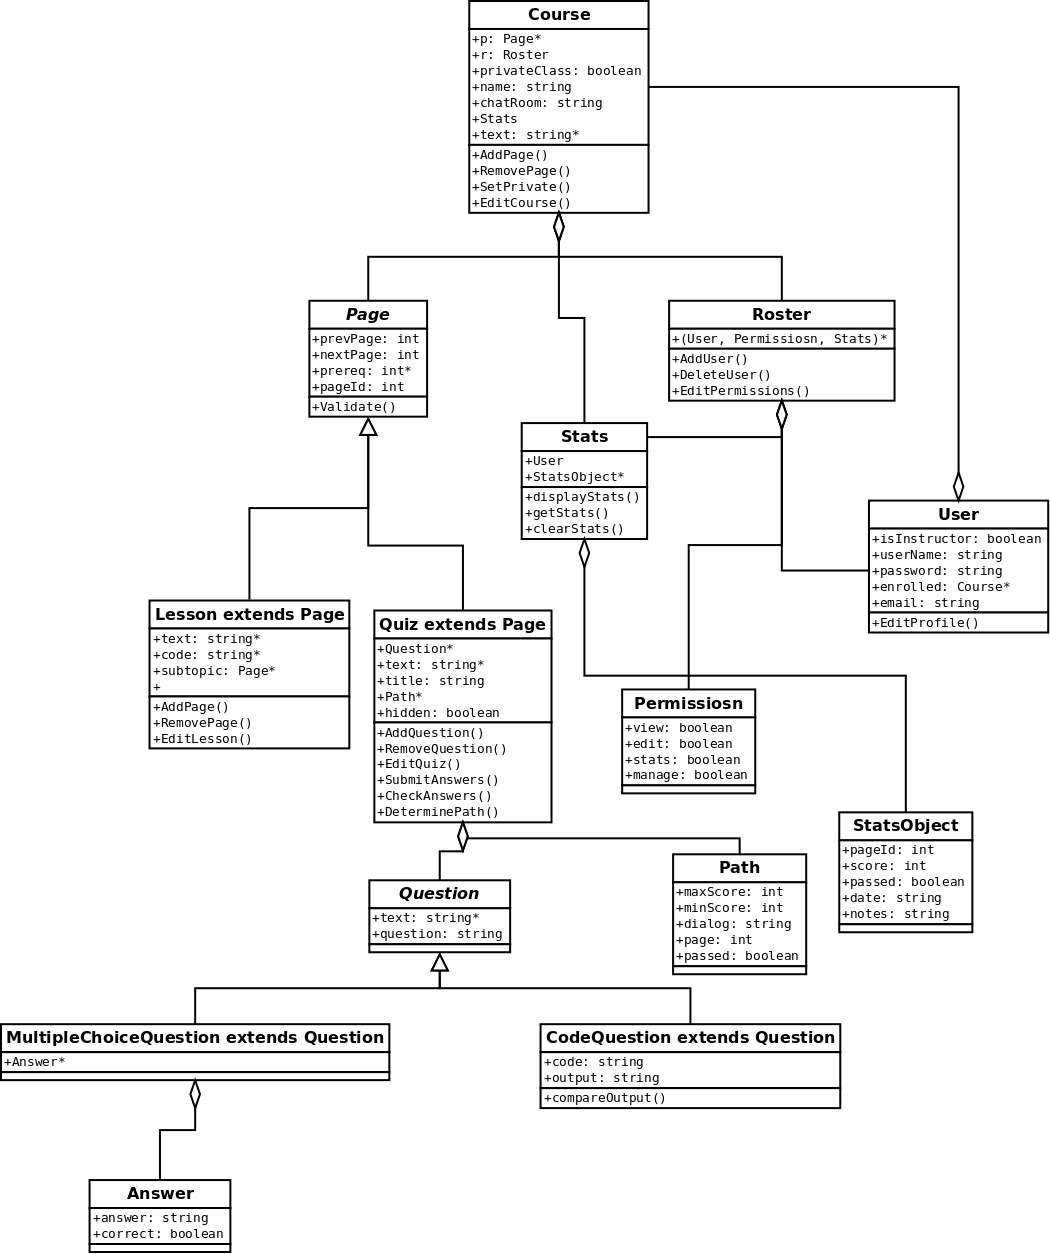 Course
+p: Page*
+r: Roster
+privateClass: boolean
+name: string
+chatRoom: string
+Stats
+text: string*
+AddPage()
+RemovePage()
+SetPrivate()
+EditCourse()
Page
+prevPage: int
+nextPage: int
+prereq: int*
+pageId: int
+Validate()
Roster
+(User, Permissiosn, Stats)*
+AddUser()
+DeleteUser()
+EditPermissions()
Stats
+User
+StatsObject*
+displayStats()
+getStats()
+clearStats()
User
+isInstructor: boolean
+userName: string
+password: string
+enrolled: Course*
+email: string
+EditProfile()
Lesson extends Page
+text: string*
+code: string*
+subtopic: Page*
+
+AddPage()
+RemovePage()
+EditLesson()
Quiz extends Page
+Question*
+text: string*
+title: string
+Path*
+hidden: boolean
+AddQuestion()
+RemoveQuestion()
+EditQuiz()
+SubmitAnswers()
+CheckAnswers()
+DeterminePath()
Permissiosn
+view: boolean
+edit: boolean
+stats: boolean
+manage: boolean
StatsObject
+pageId: int
+score: int
+passed: boolean
+date: string
+notes: string
Path
+maxScore: int
+minScore: int
+dialog: string
+page: int
+passed: boolean
Question
+text: string*
+question: string
MultipleChoiceQuestion extends Question
+Answer*
CodeQuestion extends Question
+code: string
+output: string
+compareOutput()
Answer
+answer: string
+correct: boolean